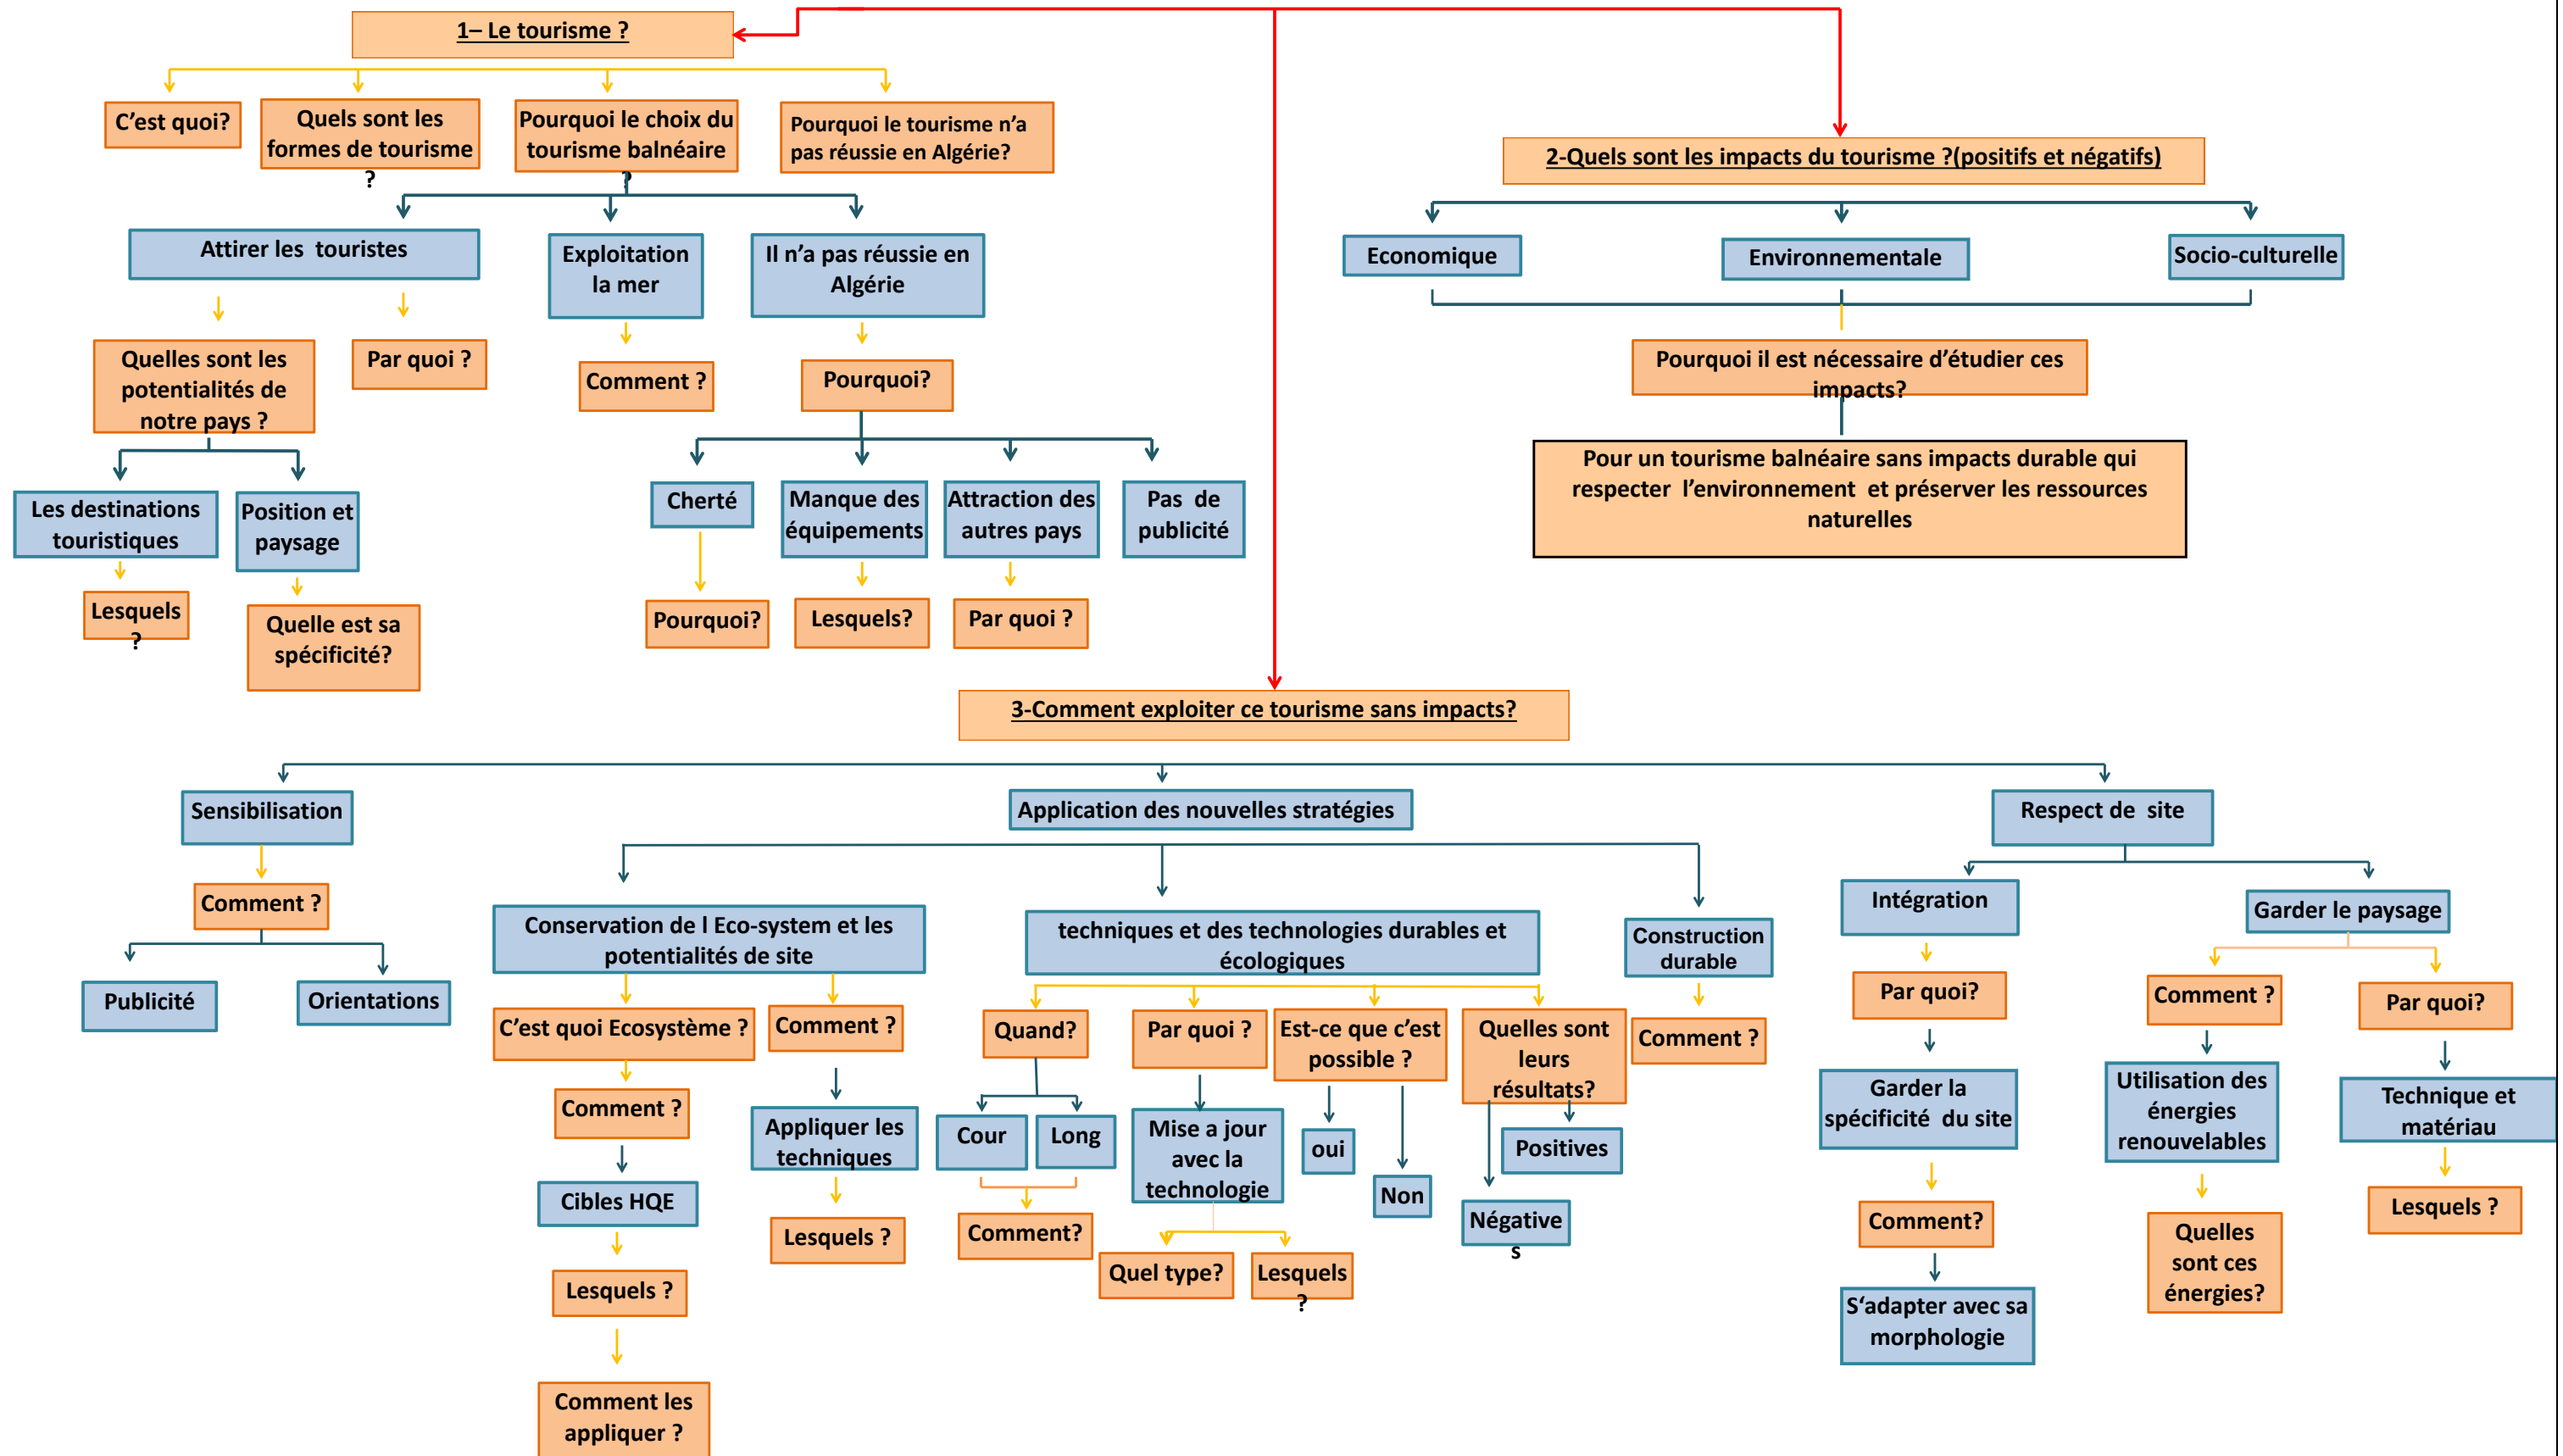 1– Le tourisme ?
C'est quoi?
Quels sont les
formes de tourisme
?
Pourquoi le choix du
tourisme balnéaire
?
Pourquoi le tourisme n'a
pas réussie en Algérie?
2-Quels sont les impacts du tourisme ?(positifs et négatifs)
Attirer les touristes
Exploitation
la mer
Il n'a pas réussie en
Algérie
Economique
Environnementale
Socio-culturelle
Quelles sont les
potentialités de
notre pays ?
Par quoi ?
Comment ?
Pourquoi?
Pourquoi il est nécessaire d'étudier ces
impacts?
Les destinations
touristiques
Position et
paysage
Cherté
Manque des
équipements
Attraction des
autres pays
Pas de
publicité
Pour un tourisme balnéaire sans impacts durable qui
respecter l'environnement et préserver les ressources
naturelles
Lesquels
?
Quelle est sa
spécificité?
Pourquoi?
Lesquels?
Par quoi ?
3-Comment exploiter ce tourisme sans impacts?
Sensibilisation
Application des nouvelles stratégies
Respect de site
Comment ?
Publicité
Orientations
Conservation de l Eco-system et les
potentialités de site
techniques et des technologies durables et
écologiques
Construction
durable
Intégration
Garder le paysage
C'est quoi Ecosystème ?
Comment ?
Quand?
Par quoi ?
Est-ce que c'est
possible ?
Quelles sont
leurs
résultats?
Comment ?
Par quoi?
Comment ?
Par quoi?
Comment ?
Appliquer les
techniques
Cour
Long
Mise a jour
avec la
technologie
oui
Non
Positives
Négative
s
Garder la
spécificité du site
Utilisation des
énergies
renouvelables
Technique et
matériau
Cibles HQE
Lesquels ?
Comment?
Quel type?
Lesquels
?
Comment?
Quelles
sont ces
énergies?
Lesquels ?
Lesquels ?
S'adapter avec sa
morphologie
Comment les
appliquer ?